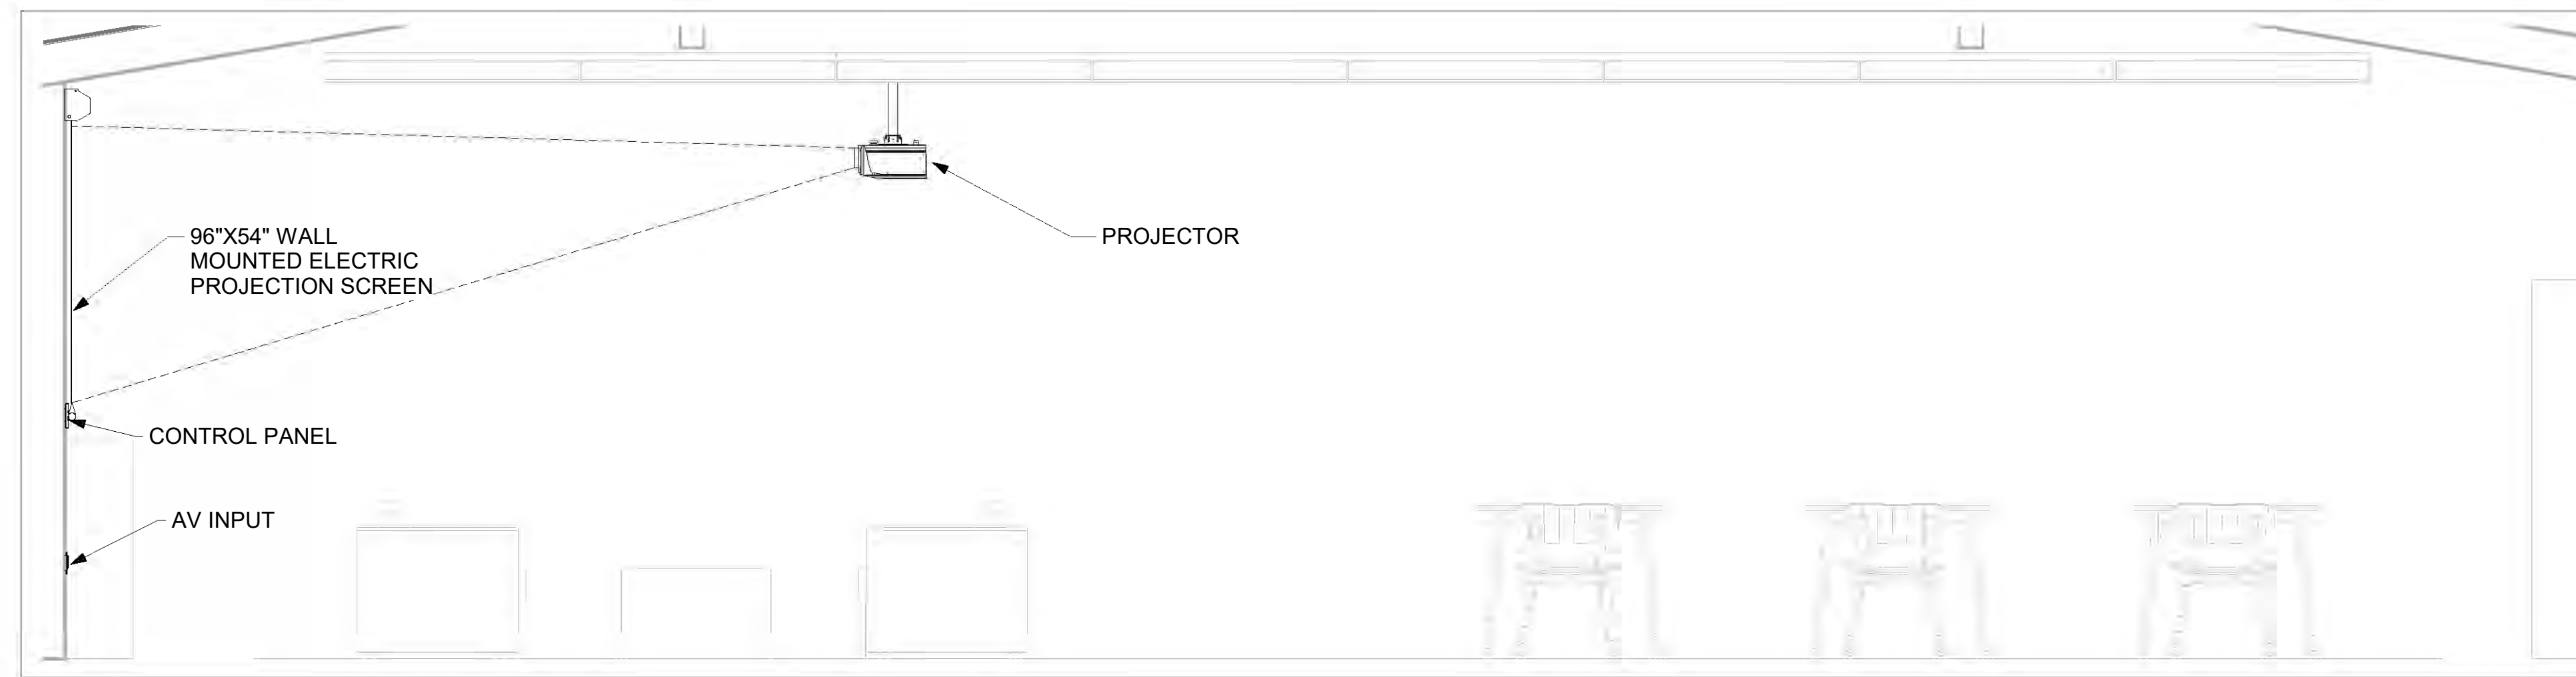 96"X54" WALL
MOUNTED ELECTRIC
PROJECTION SCREEN
PROJECTOR
CONTROL PANEL
AV INPUT